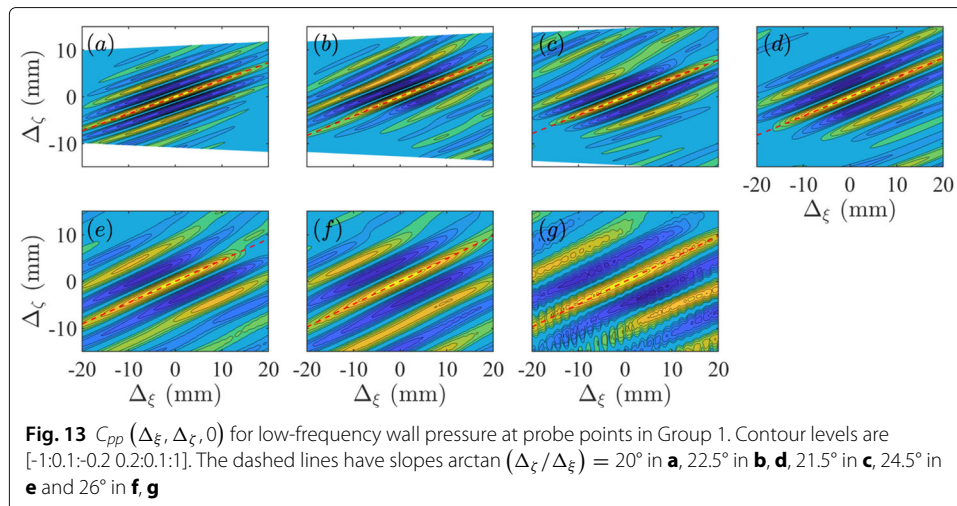 (a) (b) (c) (d)
Δζ (mm)
10
0
-10
-20 -10 0 10 20
Δξ (mm)
(e) (f) (g)
Δζ (mm)
10
0
-10
-20 -10 0 10 20 -20 -10 0 10 20 -20 -10 0 10 20
Δξ (mm) Δξ (mm) Δξ (mm)
Fig. 13 Cpp (Δξ, Δζ, 0) for low-frequency wall pressure at probe points in Group 1. Contour levels are
[-1:0.1:-0.2 0.2:0.1:1]. The dashed lines have slopes arctan (Δζ/Δξ) = 20° in a, 22.5° in b, d, 21.5° in c, 24.5° in
e and 26° in f, g